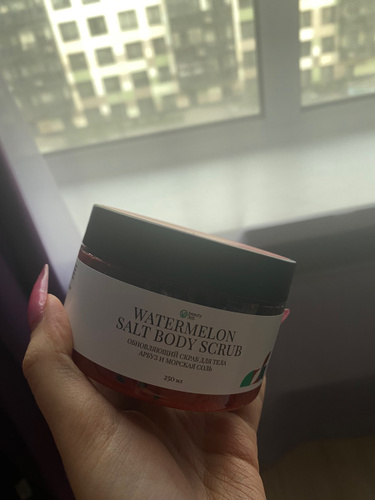 WATERMELON
SALT BODY SCRUB
ОБНОВЛЯЮЩИЙ СКРАБ ДЛЯ ТЕЛА
АРБУЗ И МОРСКАЯ СОЛЬ
250 мл